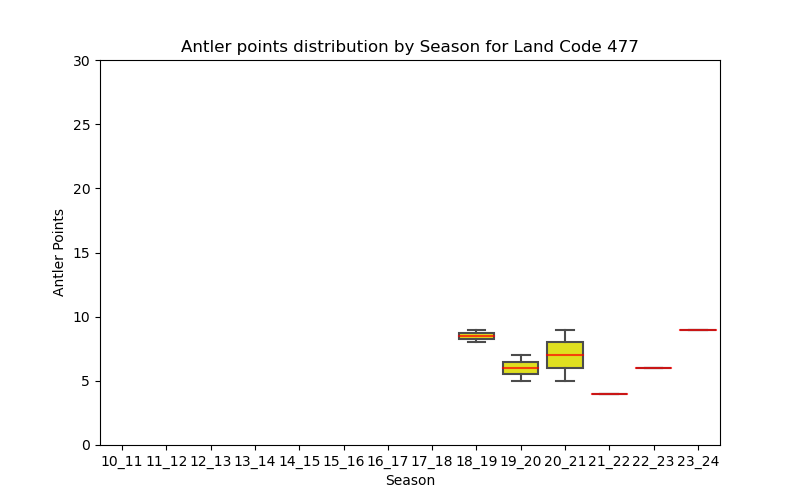 Antler points distribution by Season for Land Code 477
30
25
20
15
10
5
0
Antler Points
10_11 11_12 12_13 13_14 14_15 15_16 16_17 17_18 18_19 19_20 20_21 21_22 22_23 23_24
Season